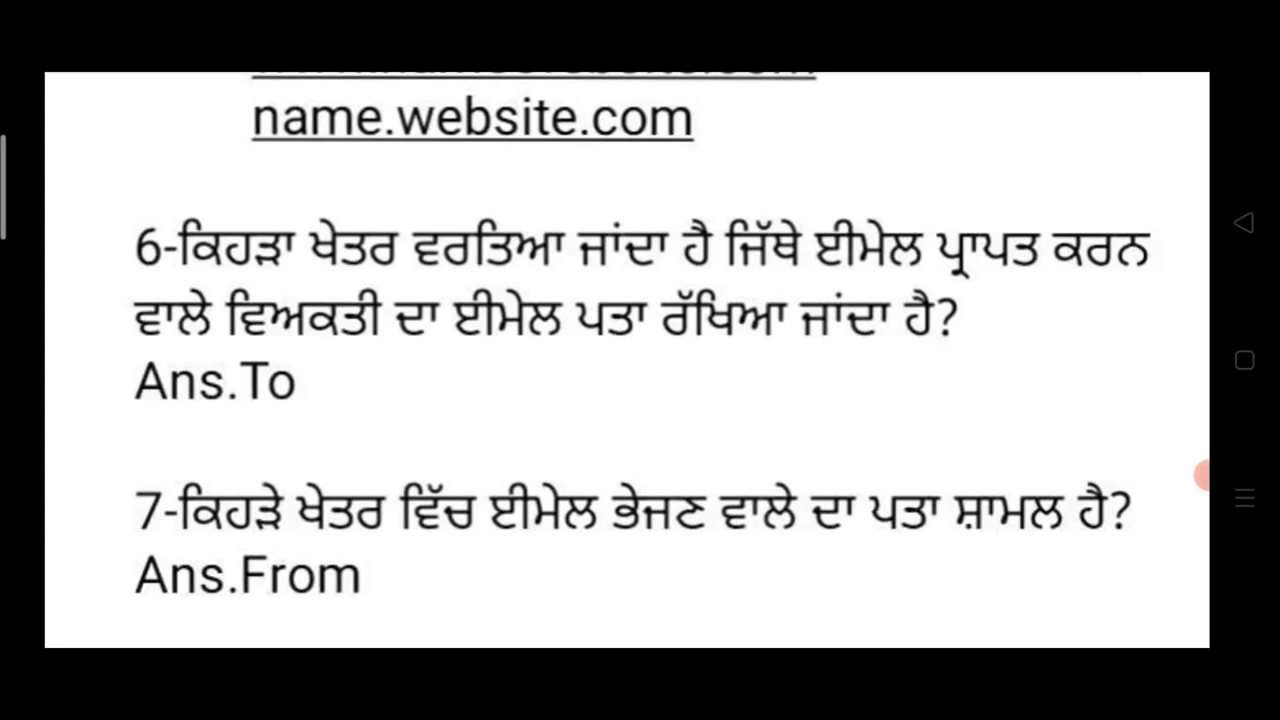 name.website.com
6-ਕਿਹੜਾ ਖੇਤਰ ਵਰਤਿਆ ਜਾਂਦਾ ਹੈ ਜਿੱਥੇ ਈਮੇਲ ਪ੍ਰਾਪਤ ਕਰਨ
ਵਾਲੇ ਵਿਅਕਤੀ ਦਾ ਈਮੇਲ ਪਤਾ ਰੱਖਿਆ ਜਾਂਦਾ ਹੈ?
Ans.To
7-ਕਿਹੜੇ ਖੇਤਰ ਵਿੱਚ ਈਮੇਲ ਭੇਜਣ ਵਾਲੇ ਦਾ ਪਤਾ ਸ਼ਾਮਲ ਹੈ?
Ans.From